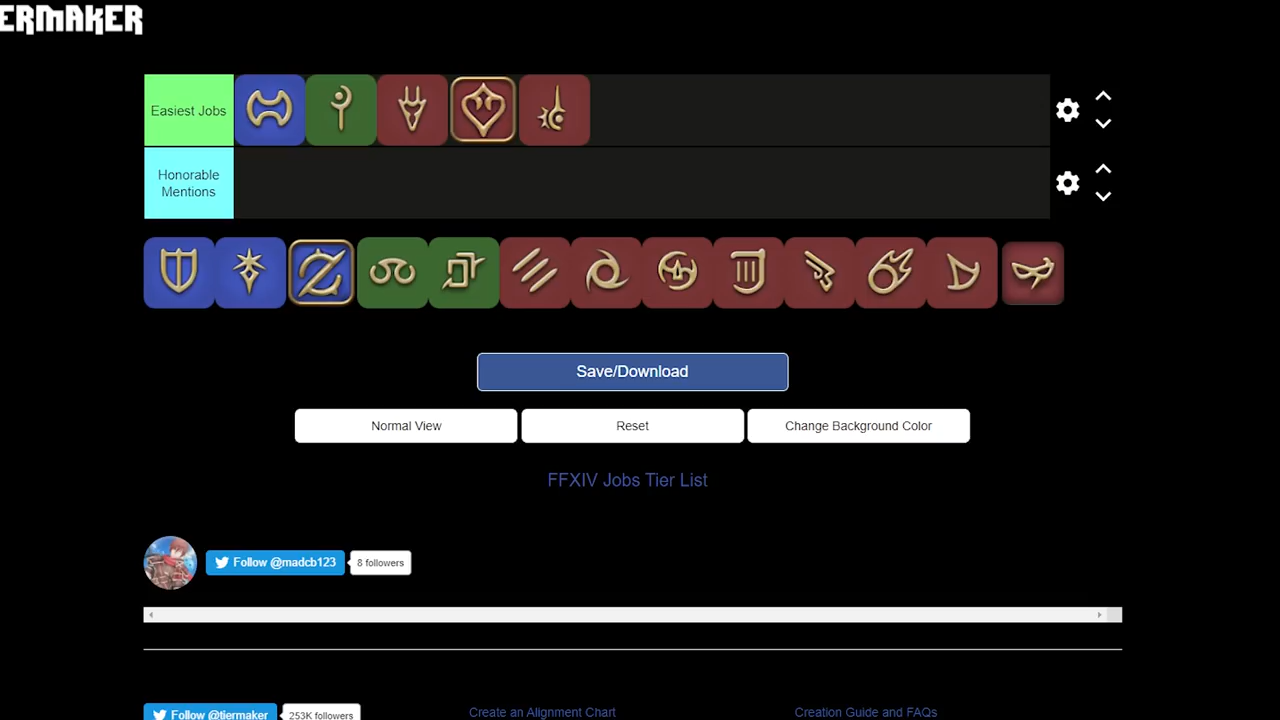 ERMAKER
Easiest Jobs
Honorable
Mentions
Save/Download
Normal View
Reset
Change Background Color
FFXIV Jobs Tier List
Follow @madcb123
8 followers
Follow @tiermaker
253K followers
Create an Alignment Chart
Creation Guide and FAQs